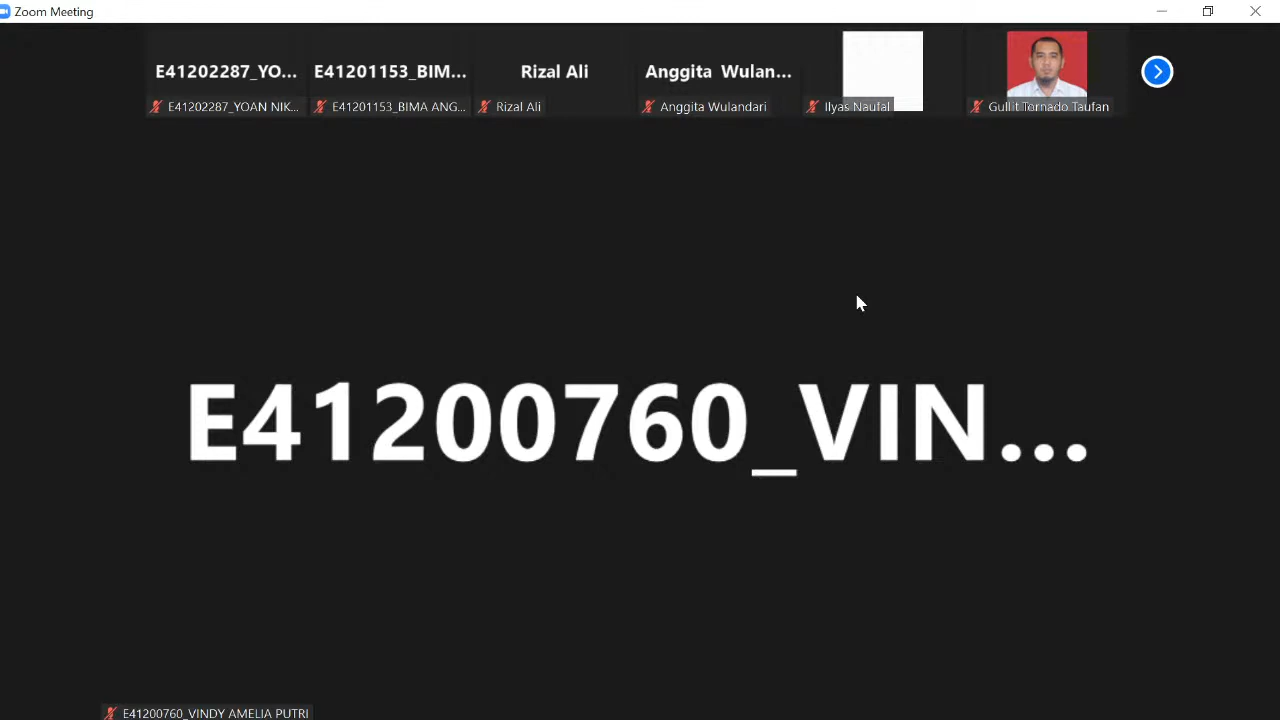 Zoom Meeting
E41202287_YO...
E41201153_BIM...
Rizal Ali
Anggita Wulan...
E41202287_YOAN NIK...
E41201153_BIMA ANG...
Rizal Ali
Anggita Wulandari
Ilyas Naufal
Gullit Tornado Taufan
E41200760_VIN...
E41200760_VINDY AMELIA PUTRI